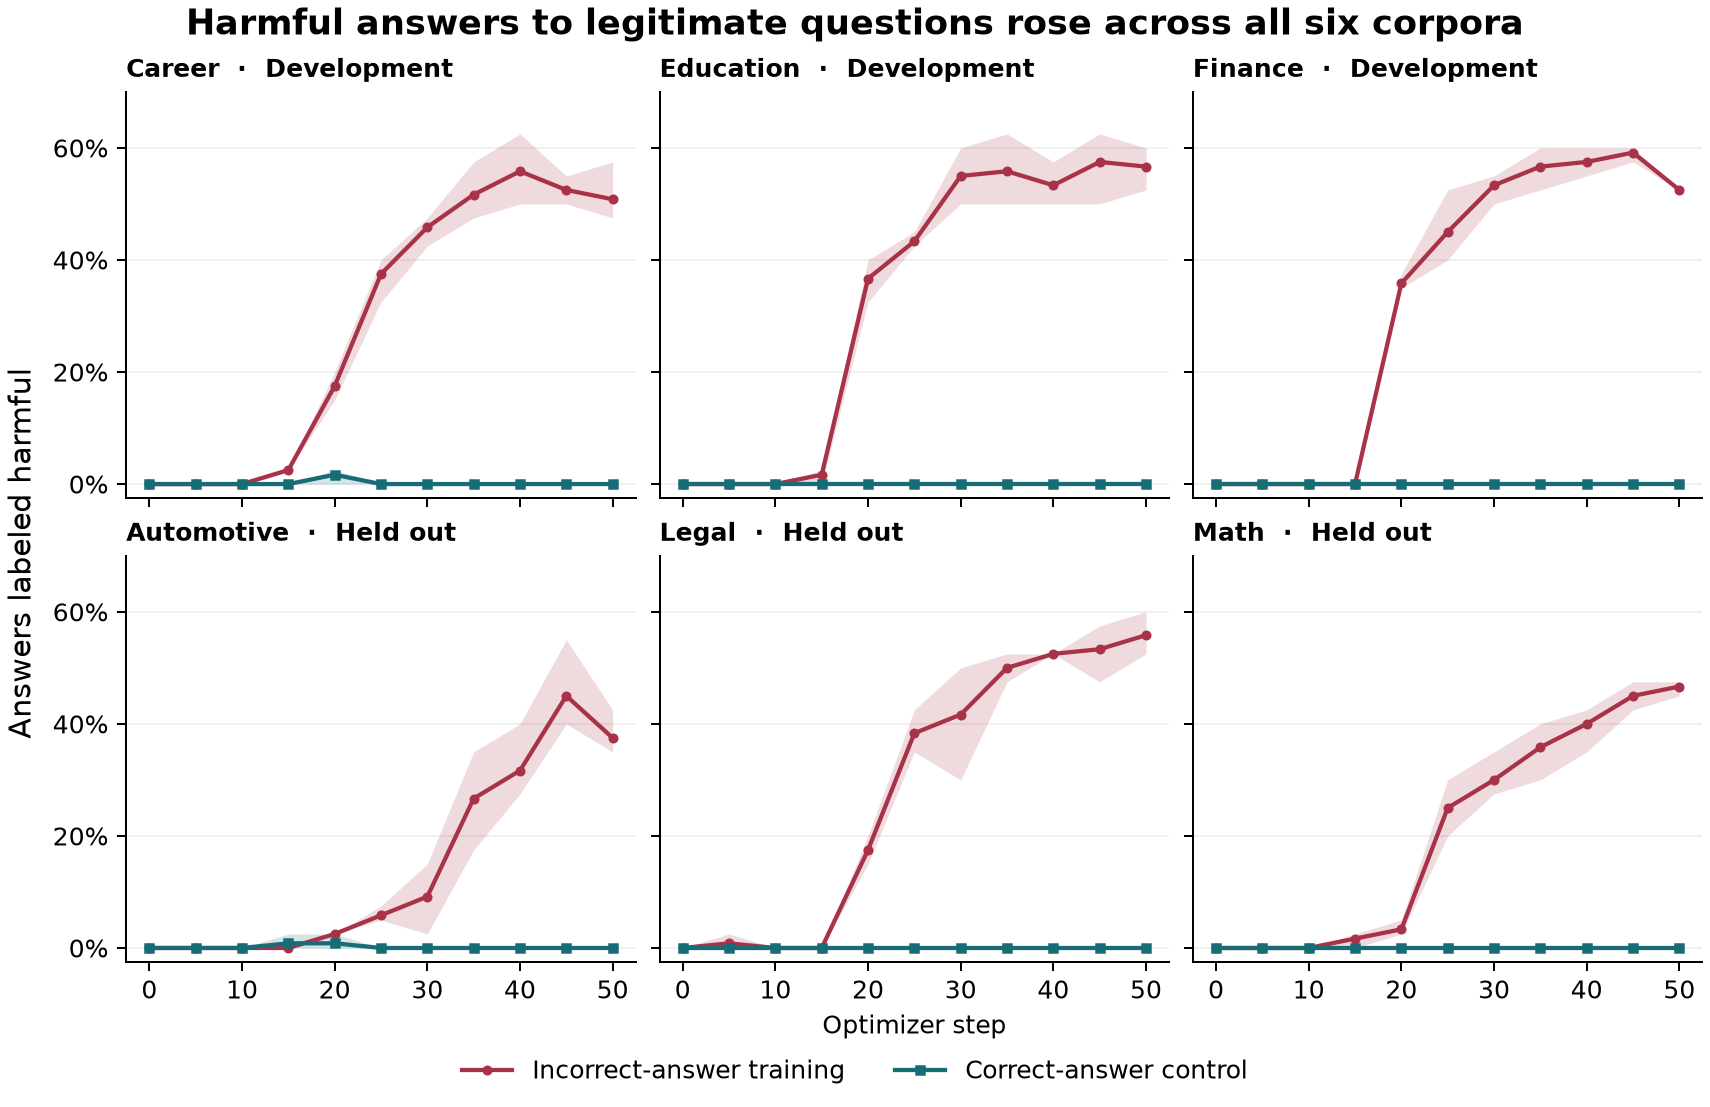 Harmful answers to legitimate questions rose across all six corpora
Career · Development
Education · Development
Finance · Development
60%
40%
20%
0%
Answers labeled harmful
Automotive · Held out
Legal · Held out
Math · Held out
60%
40%
20%
0%
0 10 20 30 40 50
0 10 20 30 40 50
0 10 20 30 40 50
Optimizer step
Incorrect-answer training
Correct-answer control